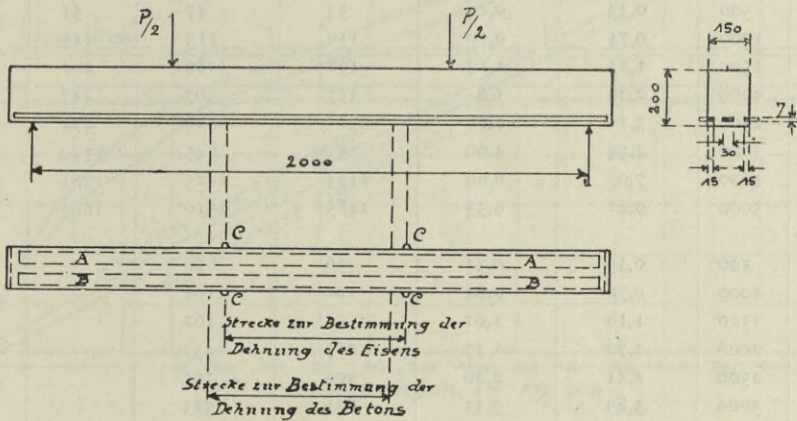 P/2
P/2
150
200
7
30
15
15
2000
C
C
A
A
B
B
C
C
Strecke zur Bestimmung der
Dehnung des Eisens
Strecke zur Bestimmung der
Dehnung des Betons